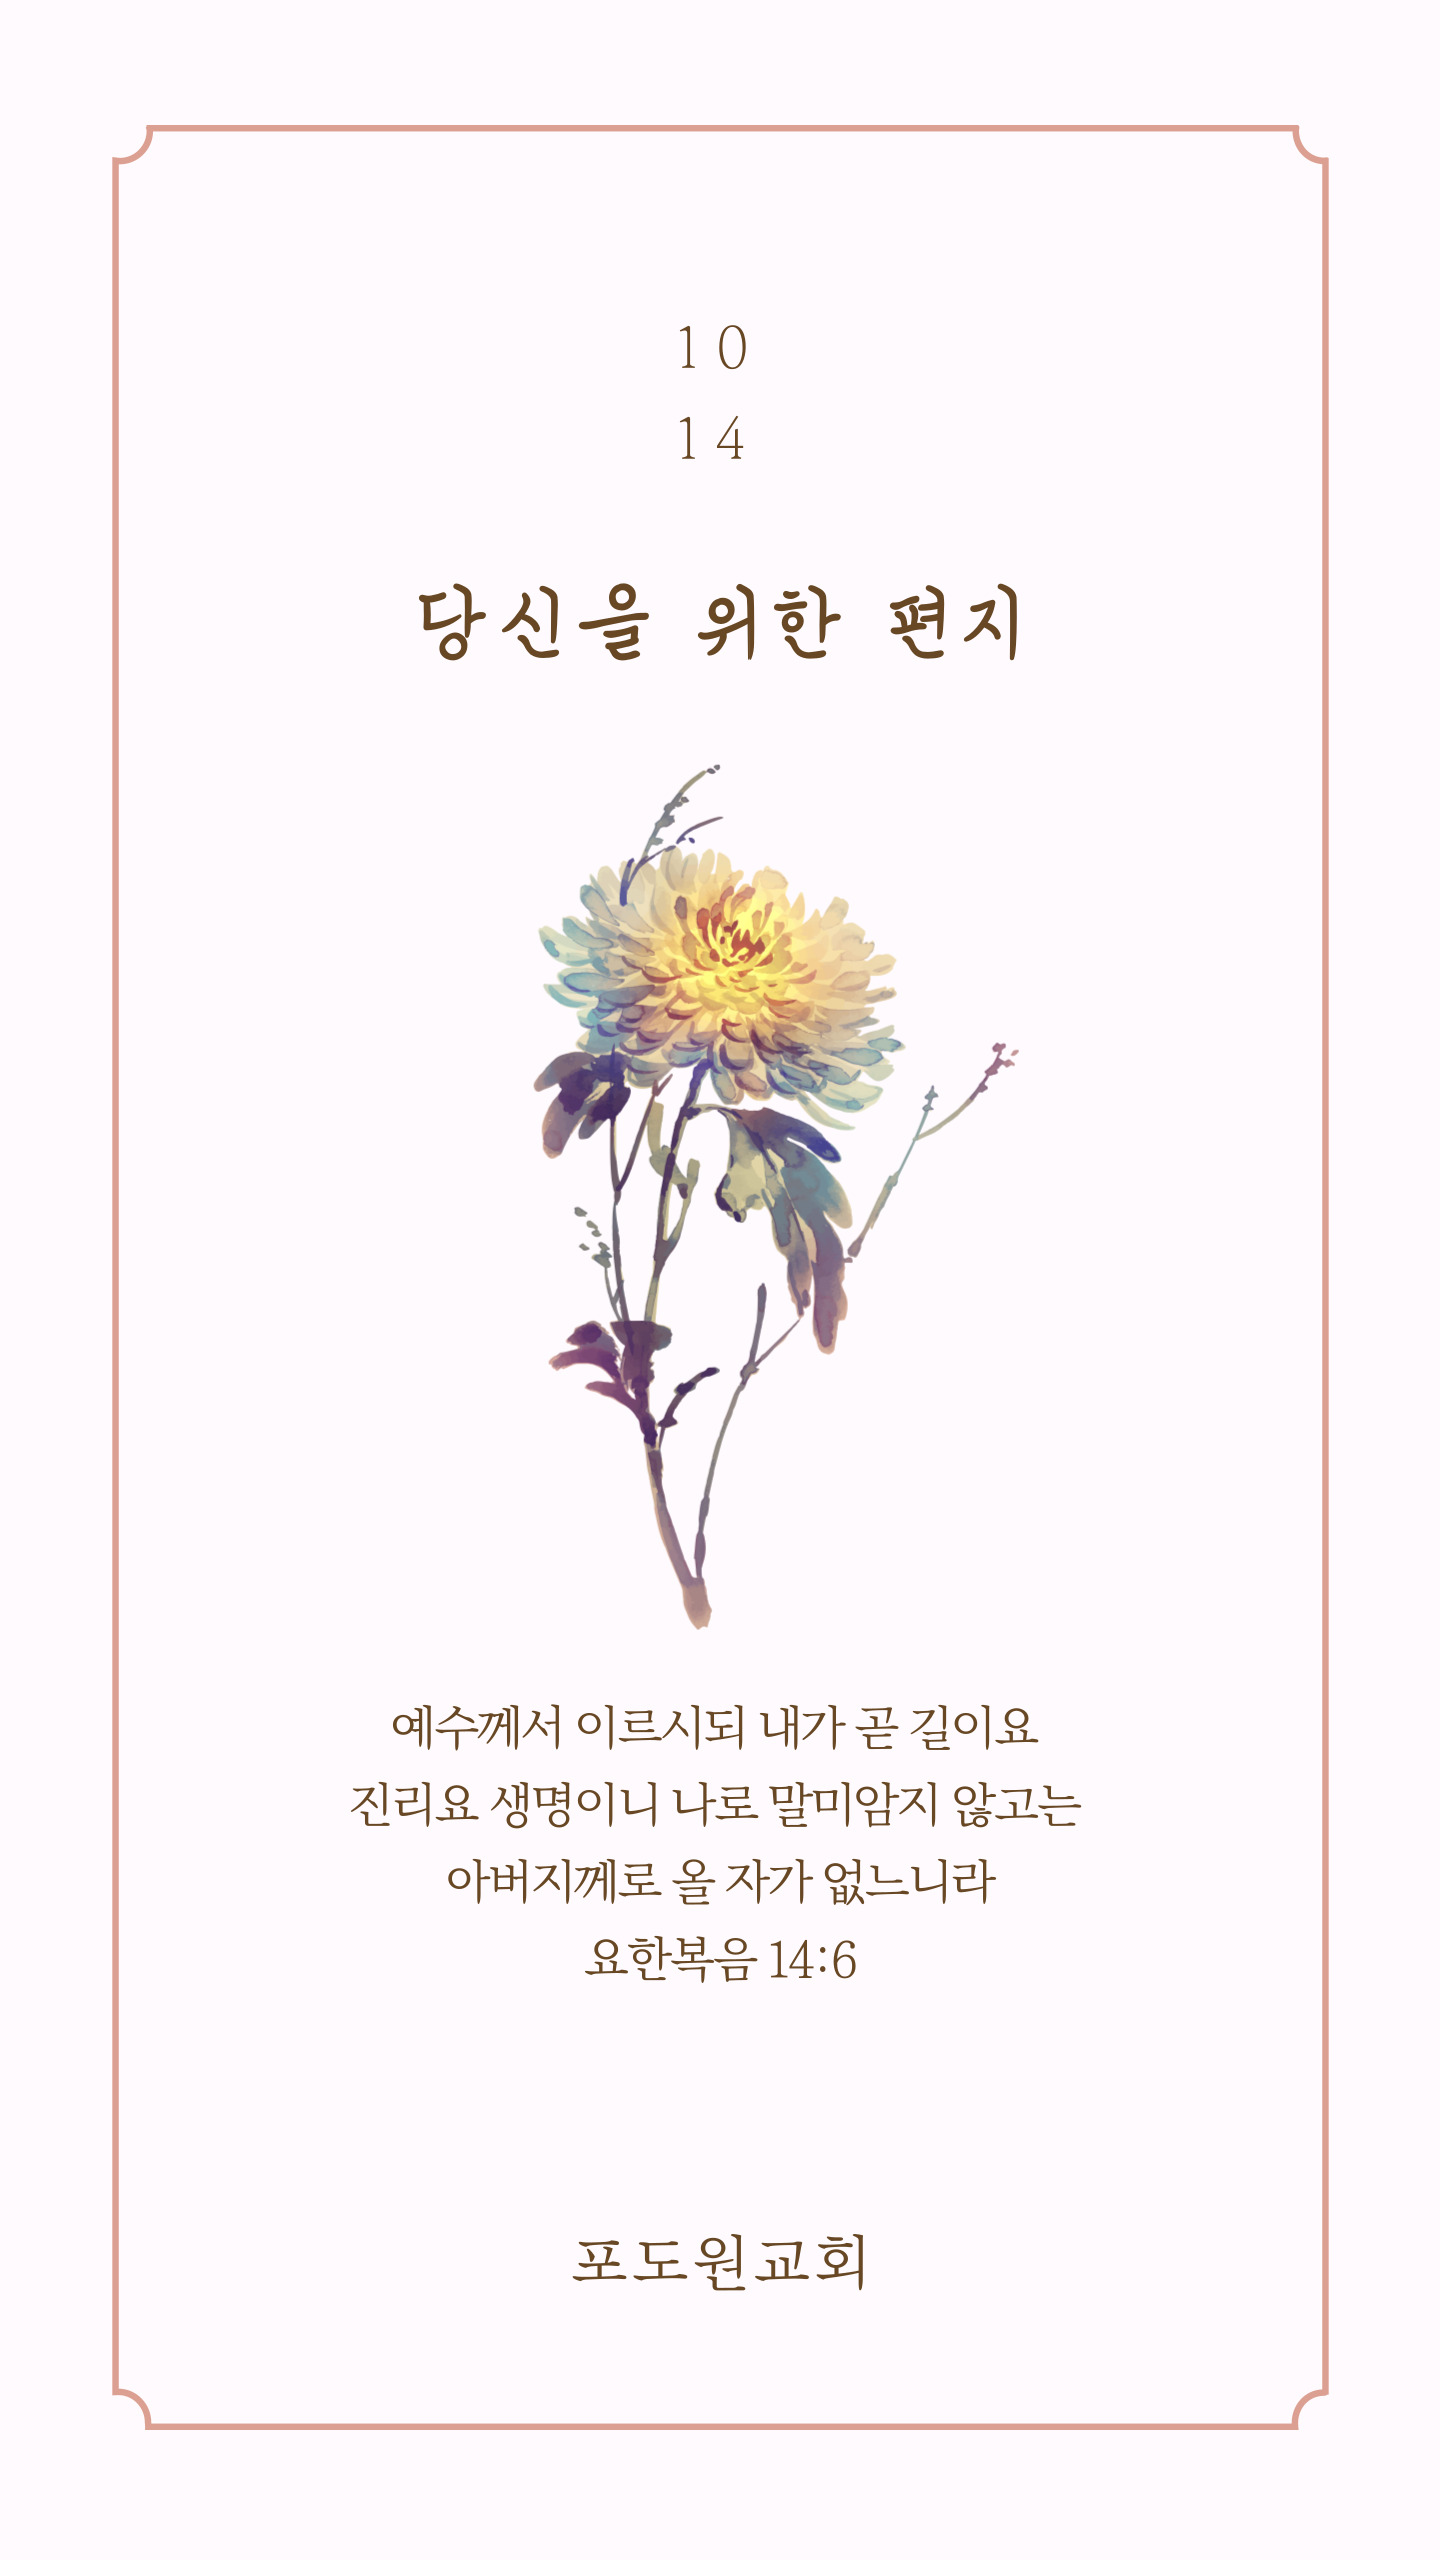 10
14
당신을 위한 편지
예수께서 이르시되 내가 곧 길이요
진리요 생명이니 나로 말미암지 않고는
아버지께로 올 자가 없느니라
요한복음 14:6
포도원교회